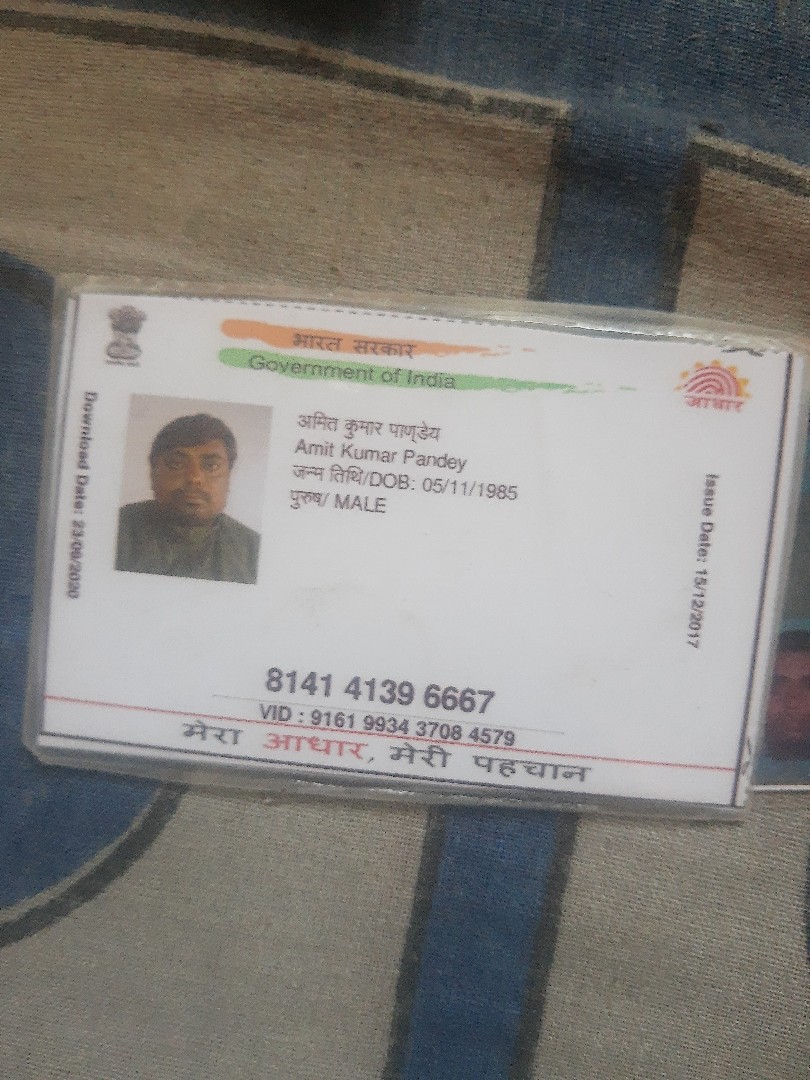 भारत सरकार
Government of India
आधार
Download Date: 23/09/2020
अमित कुमार पाण्डेय
Amit Kumar Pandey
जन्म तिथि/DOB: 05/11/1985
पुरुष/ MALE
Issue Date: 15/12/2017
8141 4139 6667
VID : 9161 9934 3708 4579
मेरा आधार, मेरी पहचान